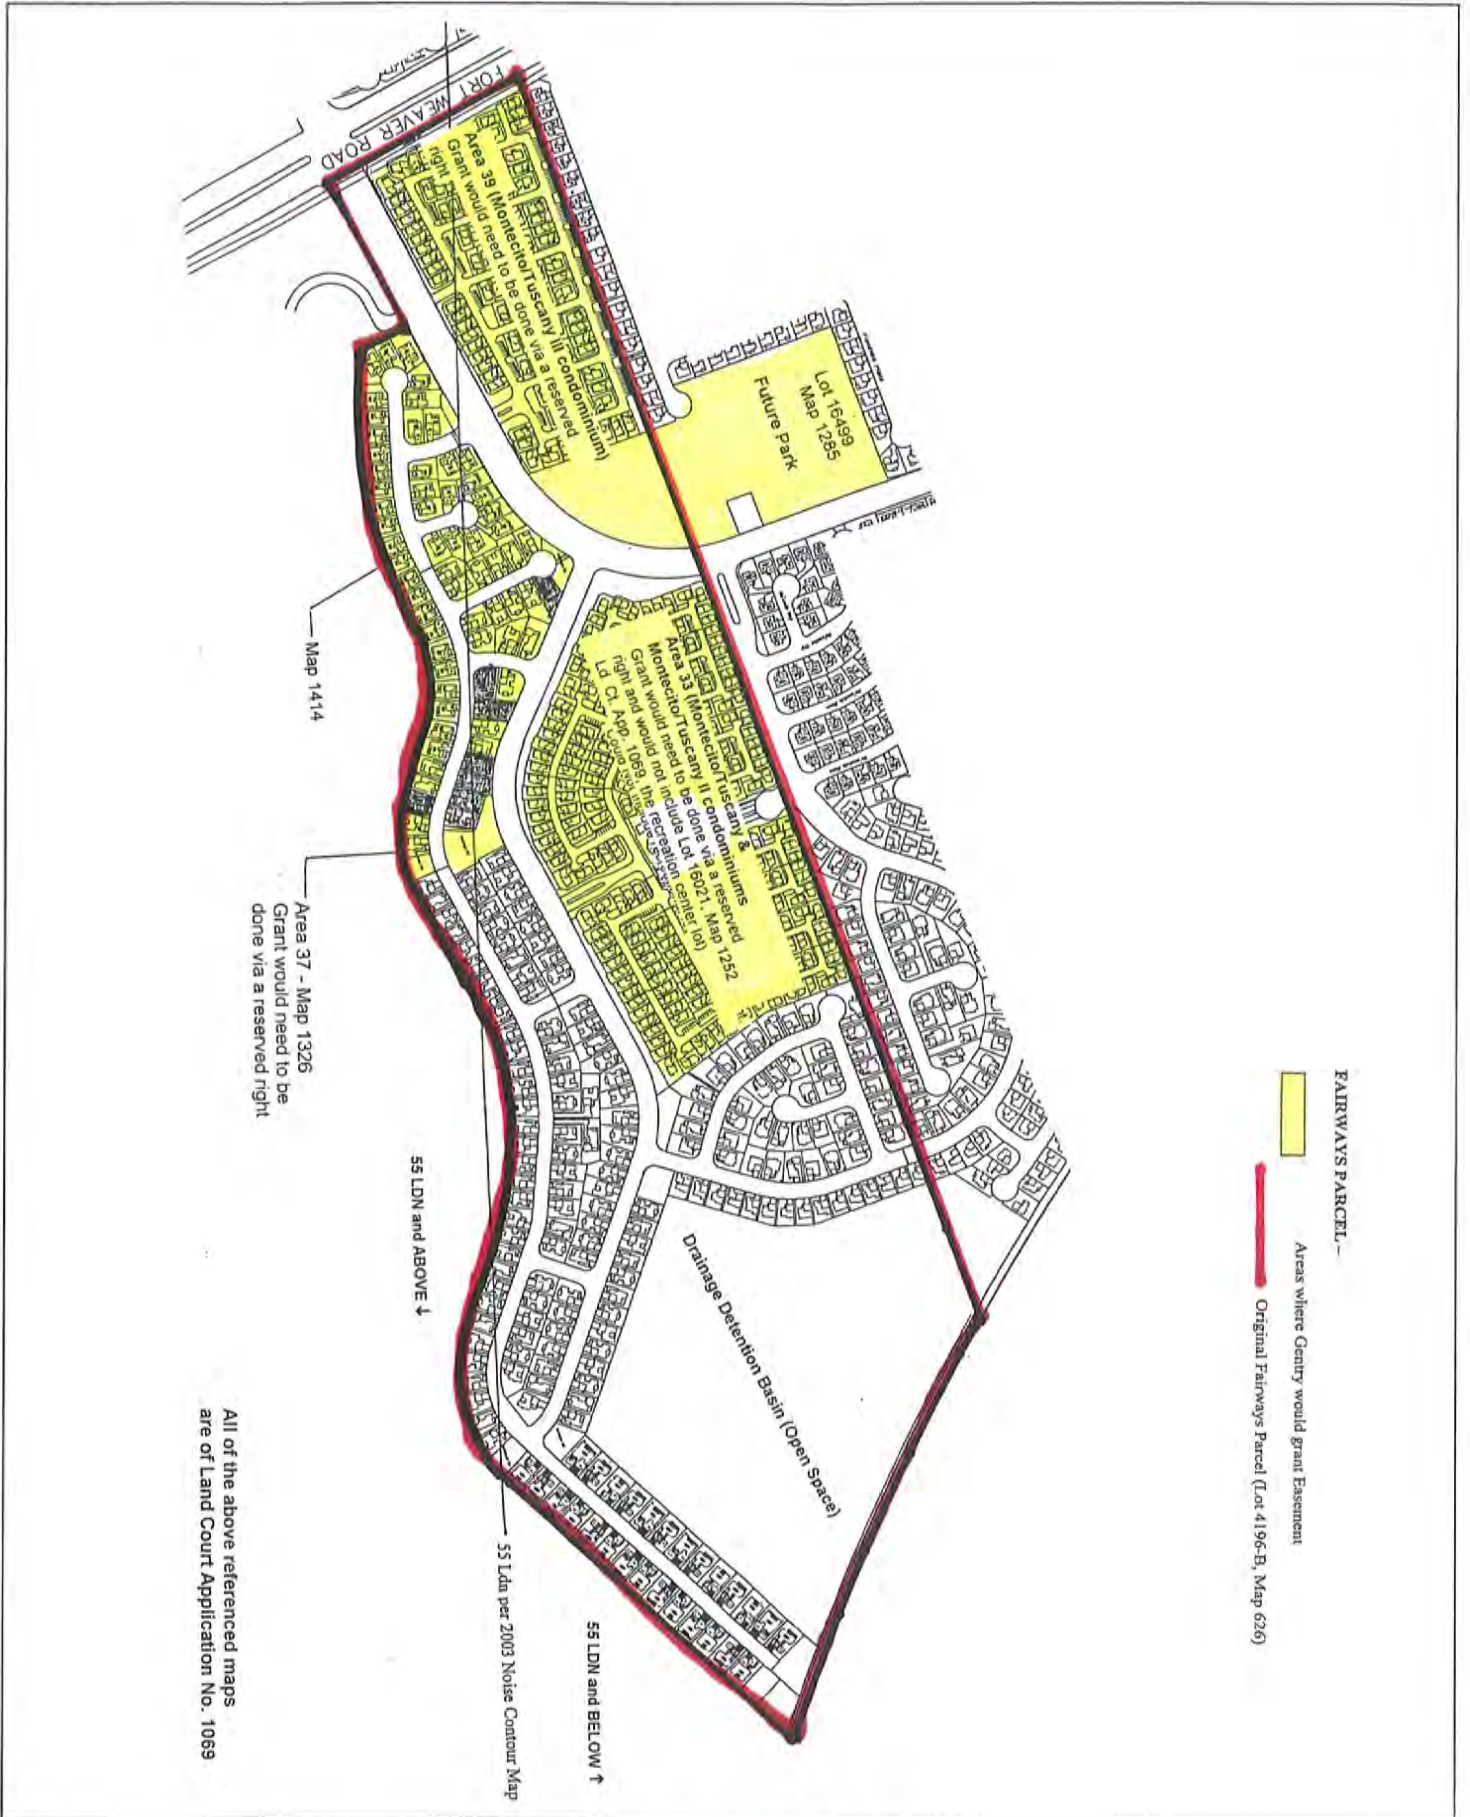 FAIRWAYS PARCEL –
Areas where Gentry would grant Easement
Original Fairways Parcel (Lot 4196-B, Map 626)
Lot 16499
Map 1285
Future Park
FORT WEAVER ROAD
Area 39 (Montecito/Tuscany III condominium)
Grant would need to be done via a reserved
right
Area 33 (Montecito/Tuscany &
Montecito/Tuscany II condominiums
Grant would need to be done via a reserved
right and would not include Lot 16021, Map 1252
Ld. Ct. App. 1069, the recreation center lot)
Drainage Detention Basin (Open Space)
Map 1414
Area 37 - Map 1326
Grant would need to be
done via a reserved right
55 LDN and ABOVE ↓
55 LDN and BELOW ↑
55 Ldn per 2003 Noise Contour Map
All of the above referenced maps
are of Land Court Application No. 1069